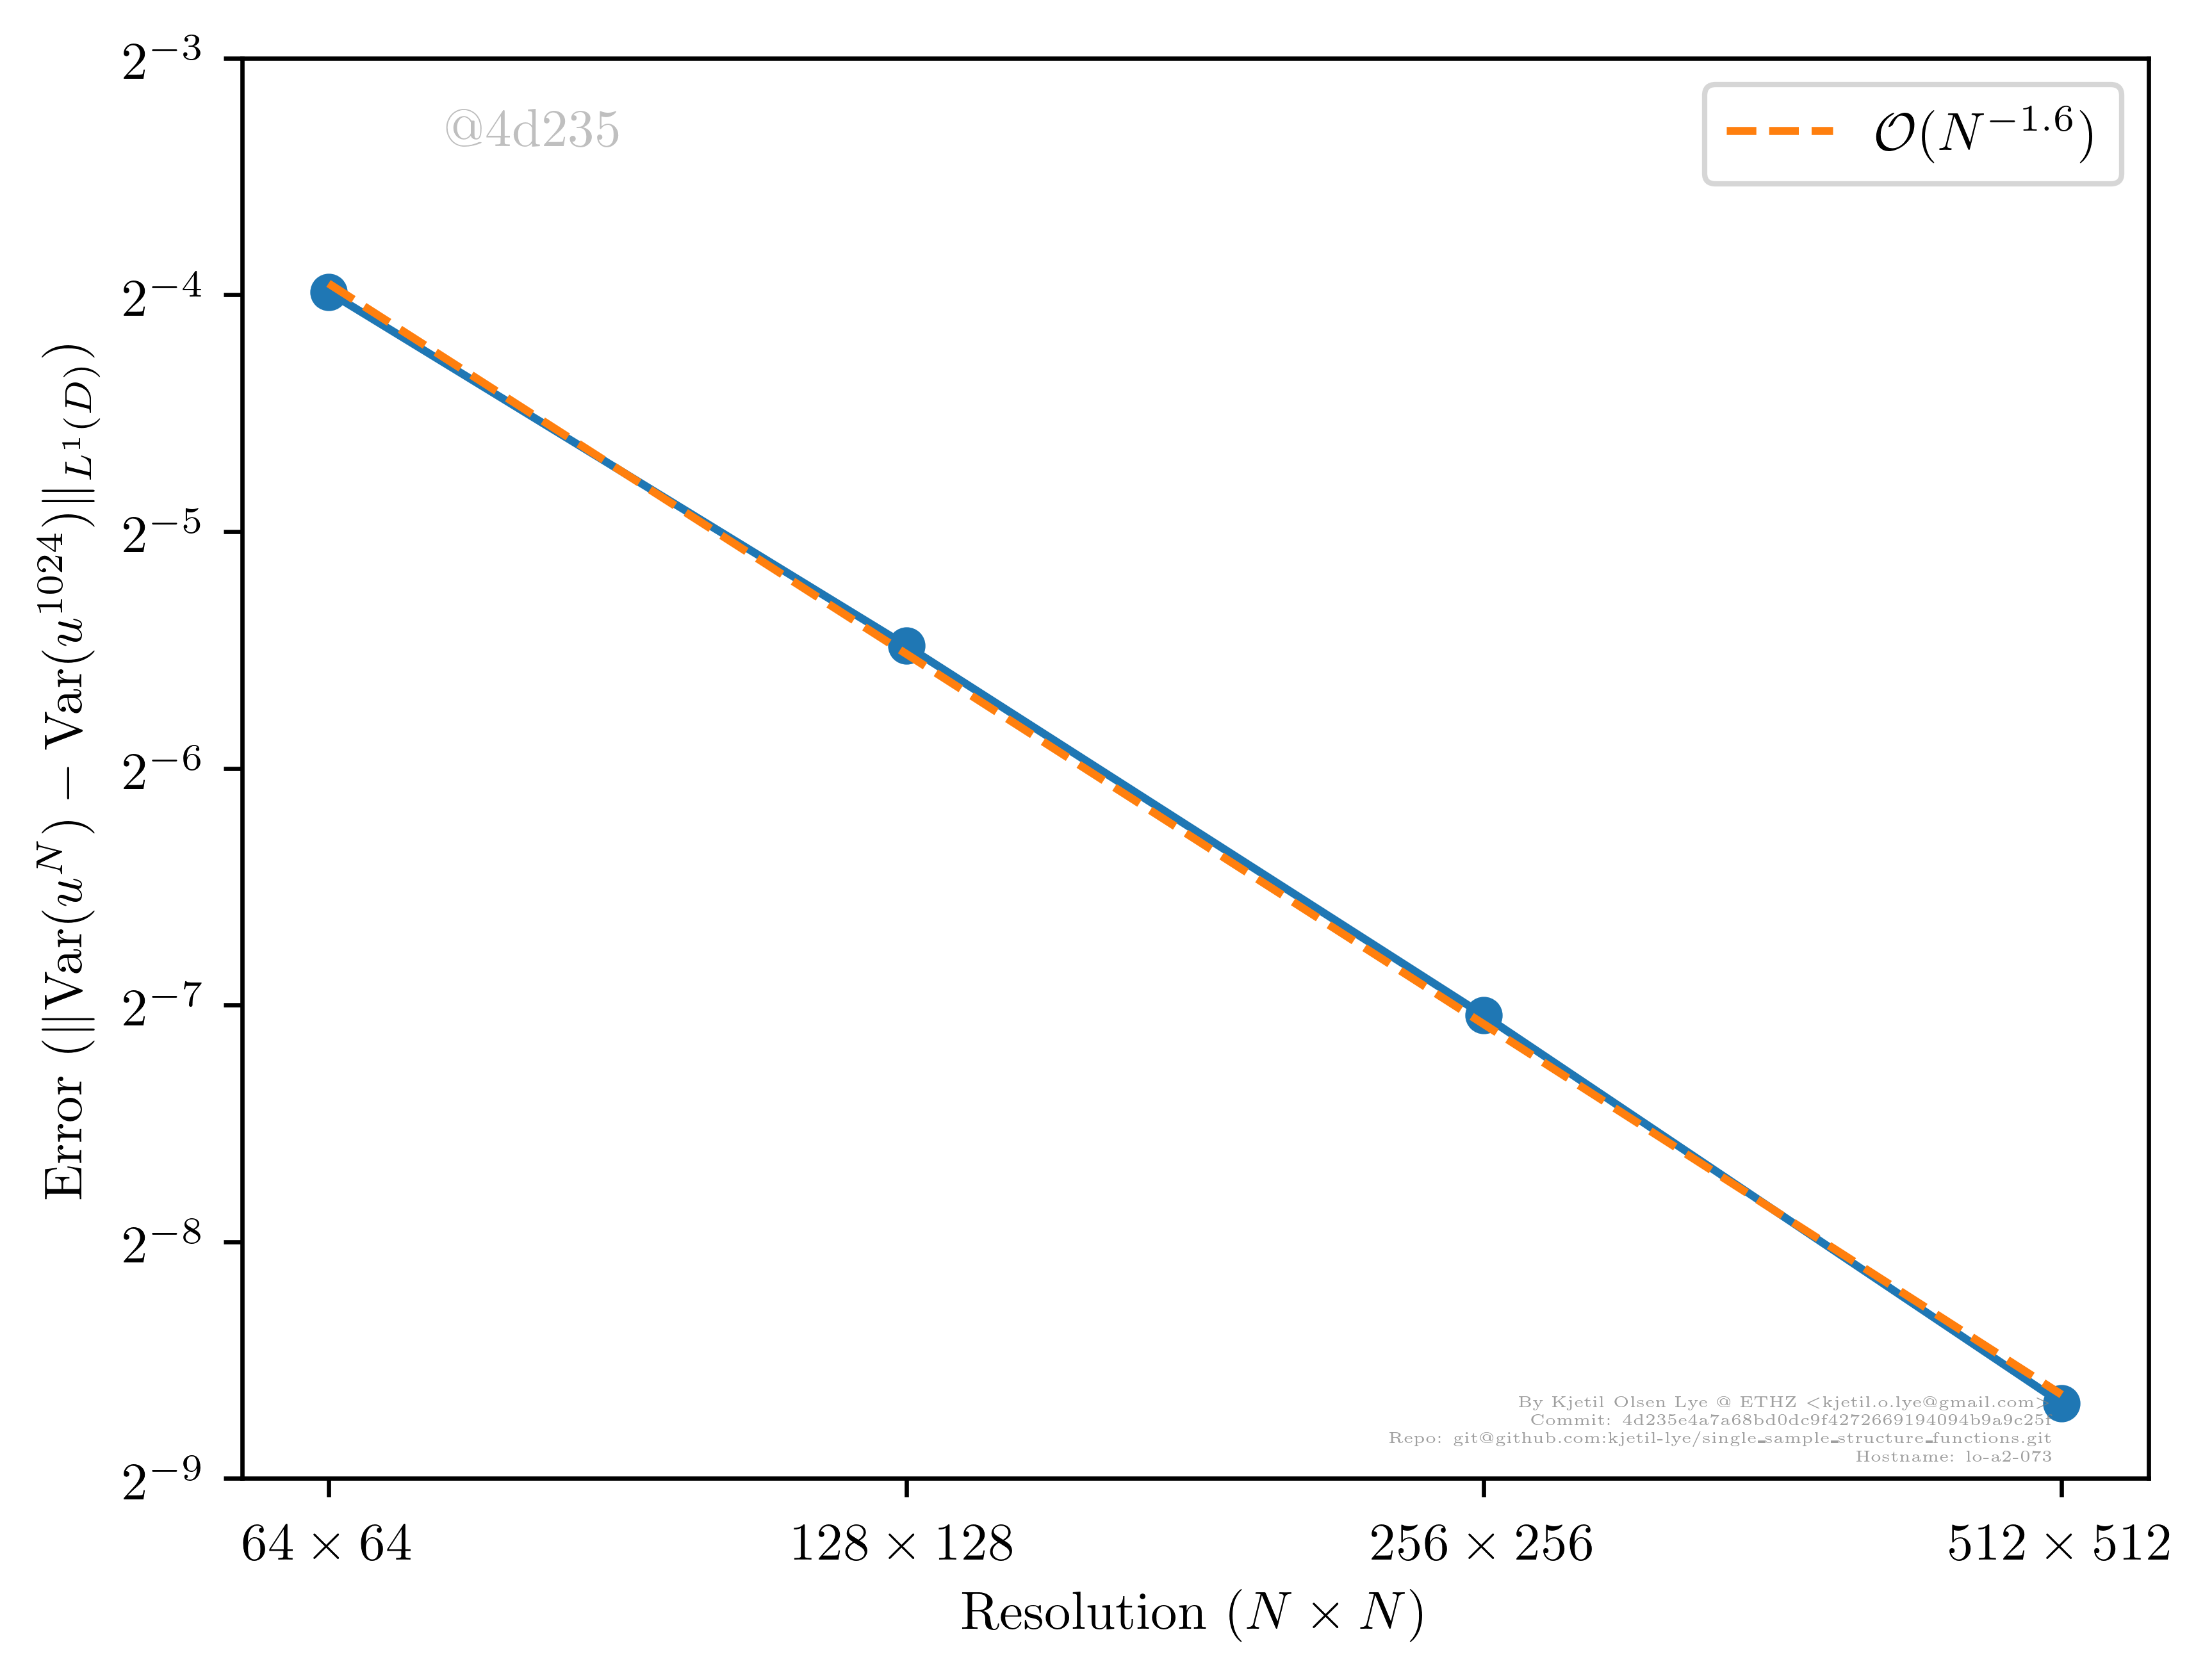 2^{-3}
@4d235
O(N^{-1.6})
2^{-4}
2^{-5}
2^{-6}
2^{-7}
2^{-8}
2^{-9}
Error (||Var(u^N) − Var(u^{1024})||_{L^1(D)})
By Kjetil Olsen Lye @ ETHZ <kjetil.o.lye@gmail.com>
Commit: 4d235e4a7a68bd0dc9f4272669194094b9a9c25f
Repo: git@github.com:kjetil-lye/single_sample_structure_functions.git
Hostname: lo-a2-073
64 × 64
128 × 128
256 × 256
512 × 512
Resolution (N × N)